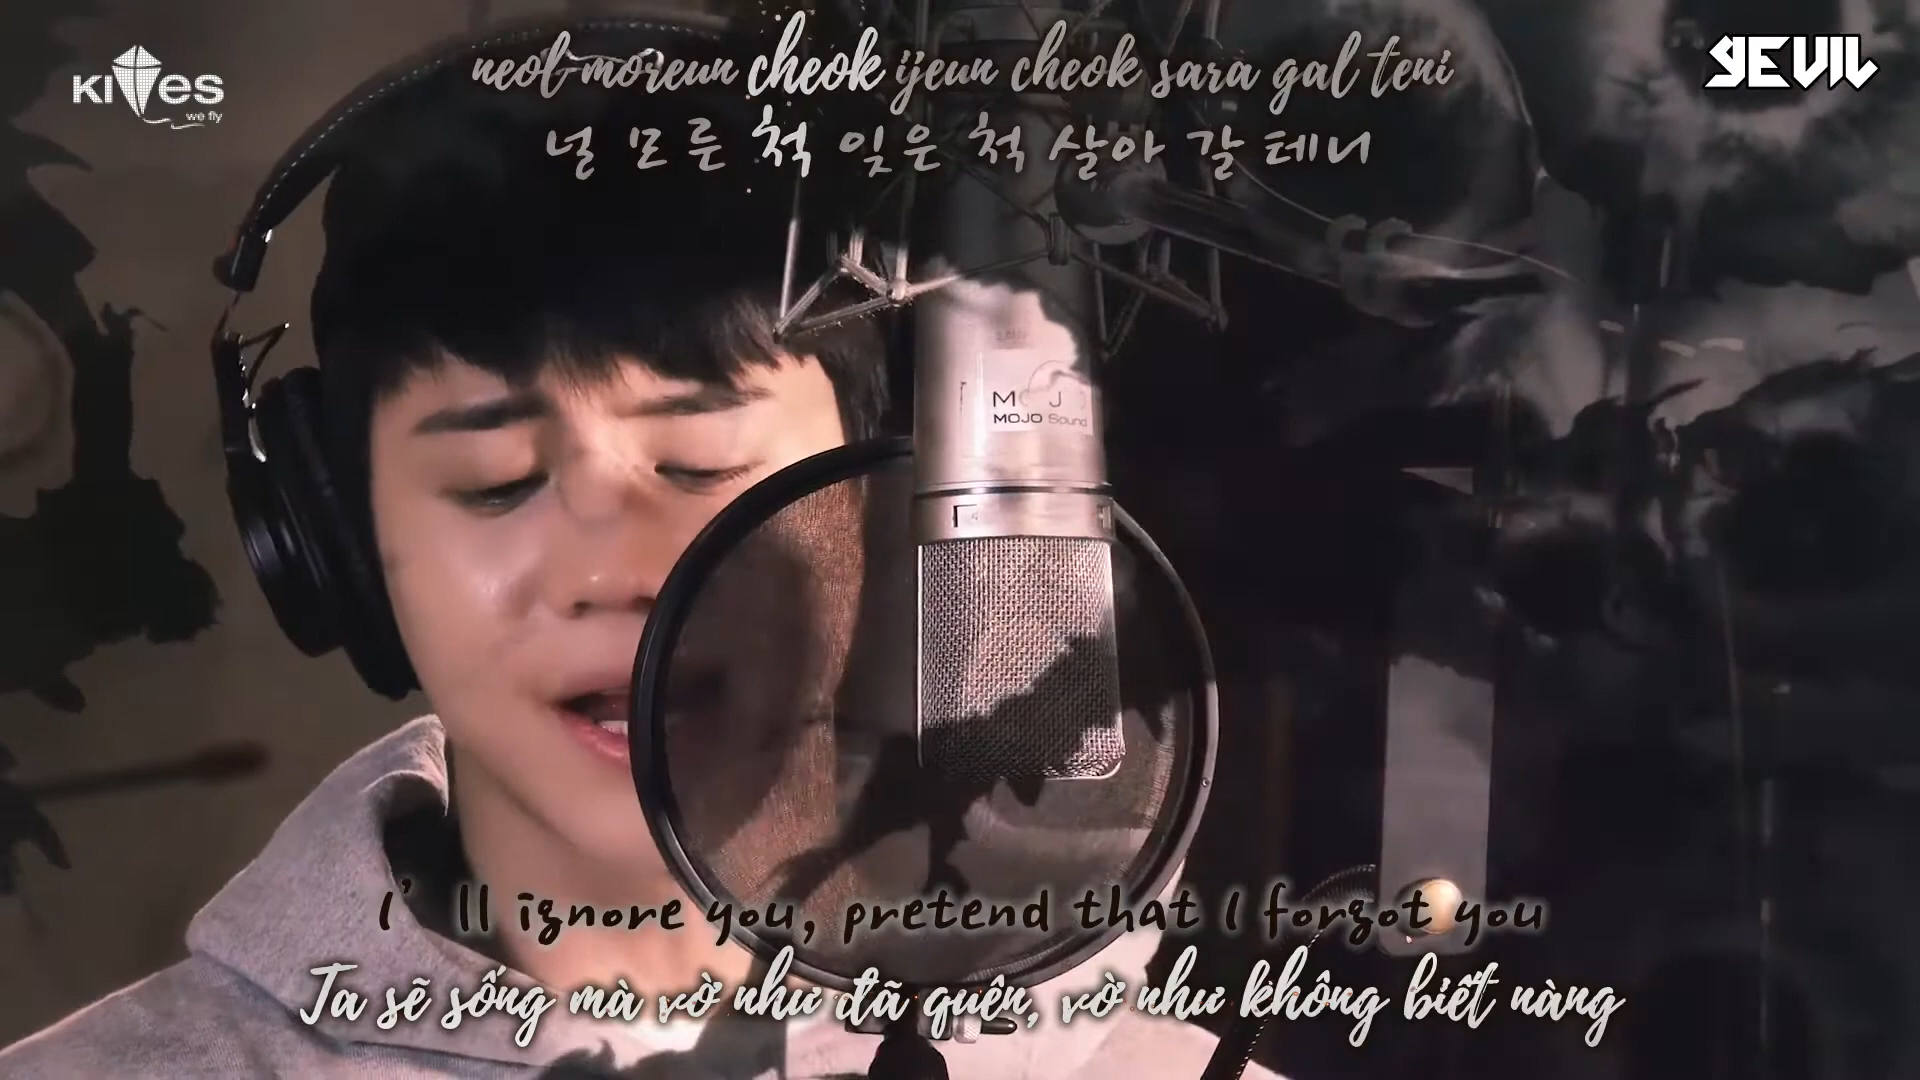 neol moreun cheok ijeun cheok sara gal teni
널 모른 척 잊은 척 살아 갈 테니
KITES
we fly
YEVIL
MOJO Sound
I'll ignore you, pretend that I forgot you
Ta sẽ sống mà vờ như đã quên, vờ như không biết nàng